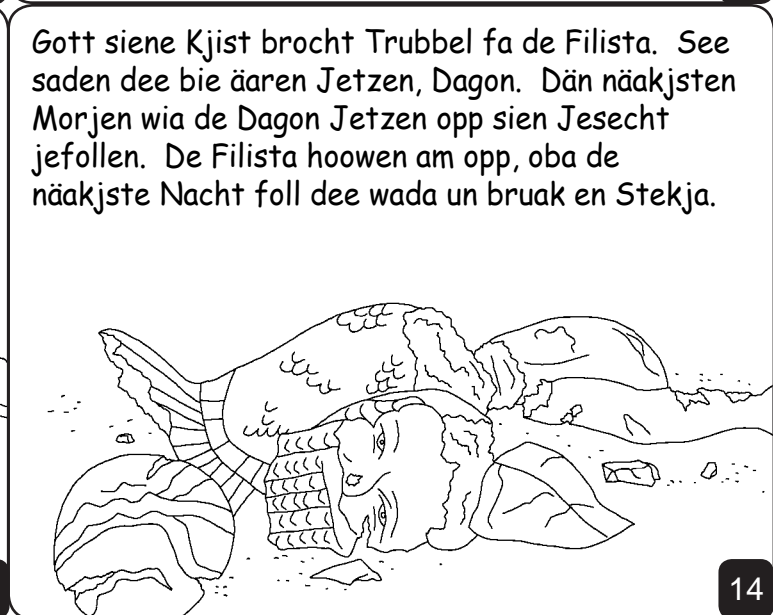 Gott siene Kjist brocht Trubbel fa de Filista.  See
saden dee bie äaren Jetzen, Dagon.  Dän näakjsten
Morjen wia de Dagon Jetzen opp sien Jesecht
jefollen.  De Filista hoowen am opp, oba de
näakjste Nacht foll dee wada un bruak en Stekja.
14